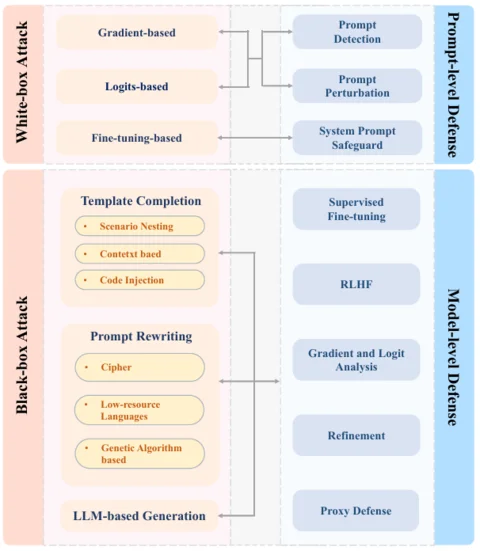 White-box Attack
Gradient-based
Logits-based
Fine-tuning-based
Prompt
Detection
Prompt
Perturbation
System Prompt
Safeguard
Prompt-level Defense
Black-box Attack
Template Completion
• Scenario Nesting
• Contetxt baed
• Code Injection
Prompt Rewriting
• Cipher
• Low-resource
Languages
• Genetic Algorithm
based
LLM-based Generation
Supervised
Fine-tuning
RLHF
Gradient and Logit
Analysis
Refinement
Proxy Defense
Model-level Defense